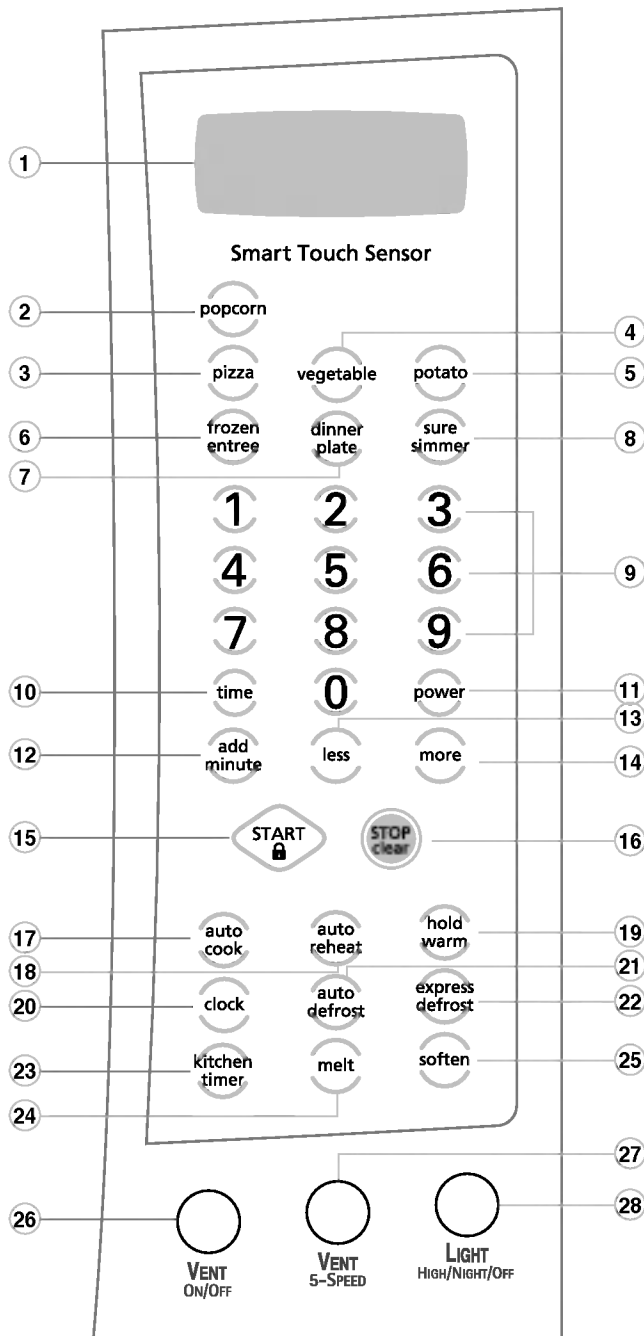 1
Smart Touch Sensor
2
popcorn
4
3
pizza
vegetable
potato
5
6
frozen
entree
dinner
plate
sure
simmer
8
7
1
2
3
4
5
6
9
7
8
9
10
time
0
power
11
13
12
add
minute
less
more
14
15
START
STOP
clear
16
17
auto
cook
auto
reheat
hold
warm
19
18
21
20
clock
auto
defrost
express
defrost
22
23
kitchen
timer
melt
soften
25
24
27
26
28
VENT
ON/OFF
VENT
5-SPEED
LIGHT
HIGH/NIGHT/OFF